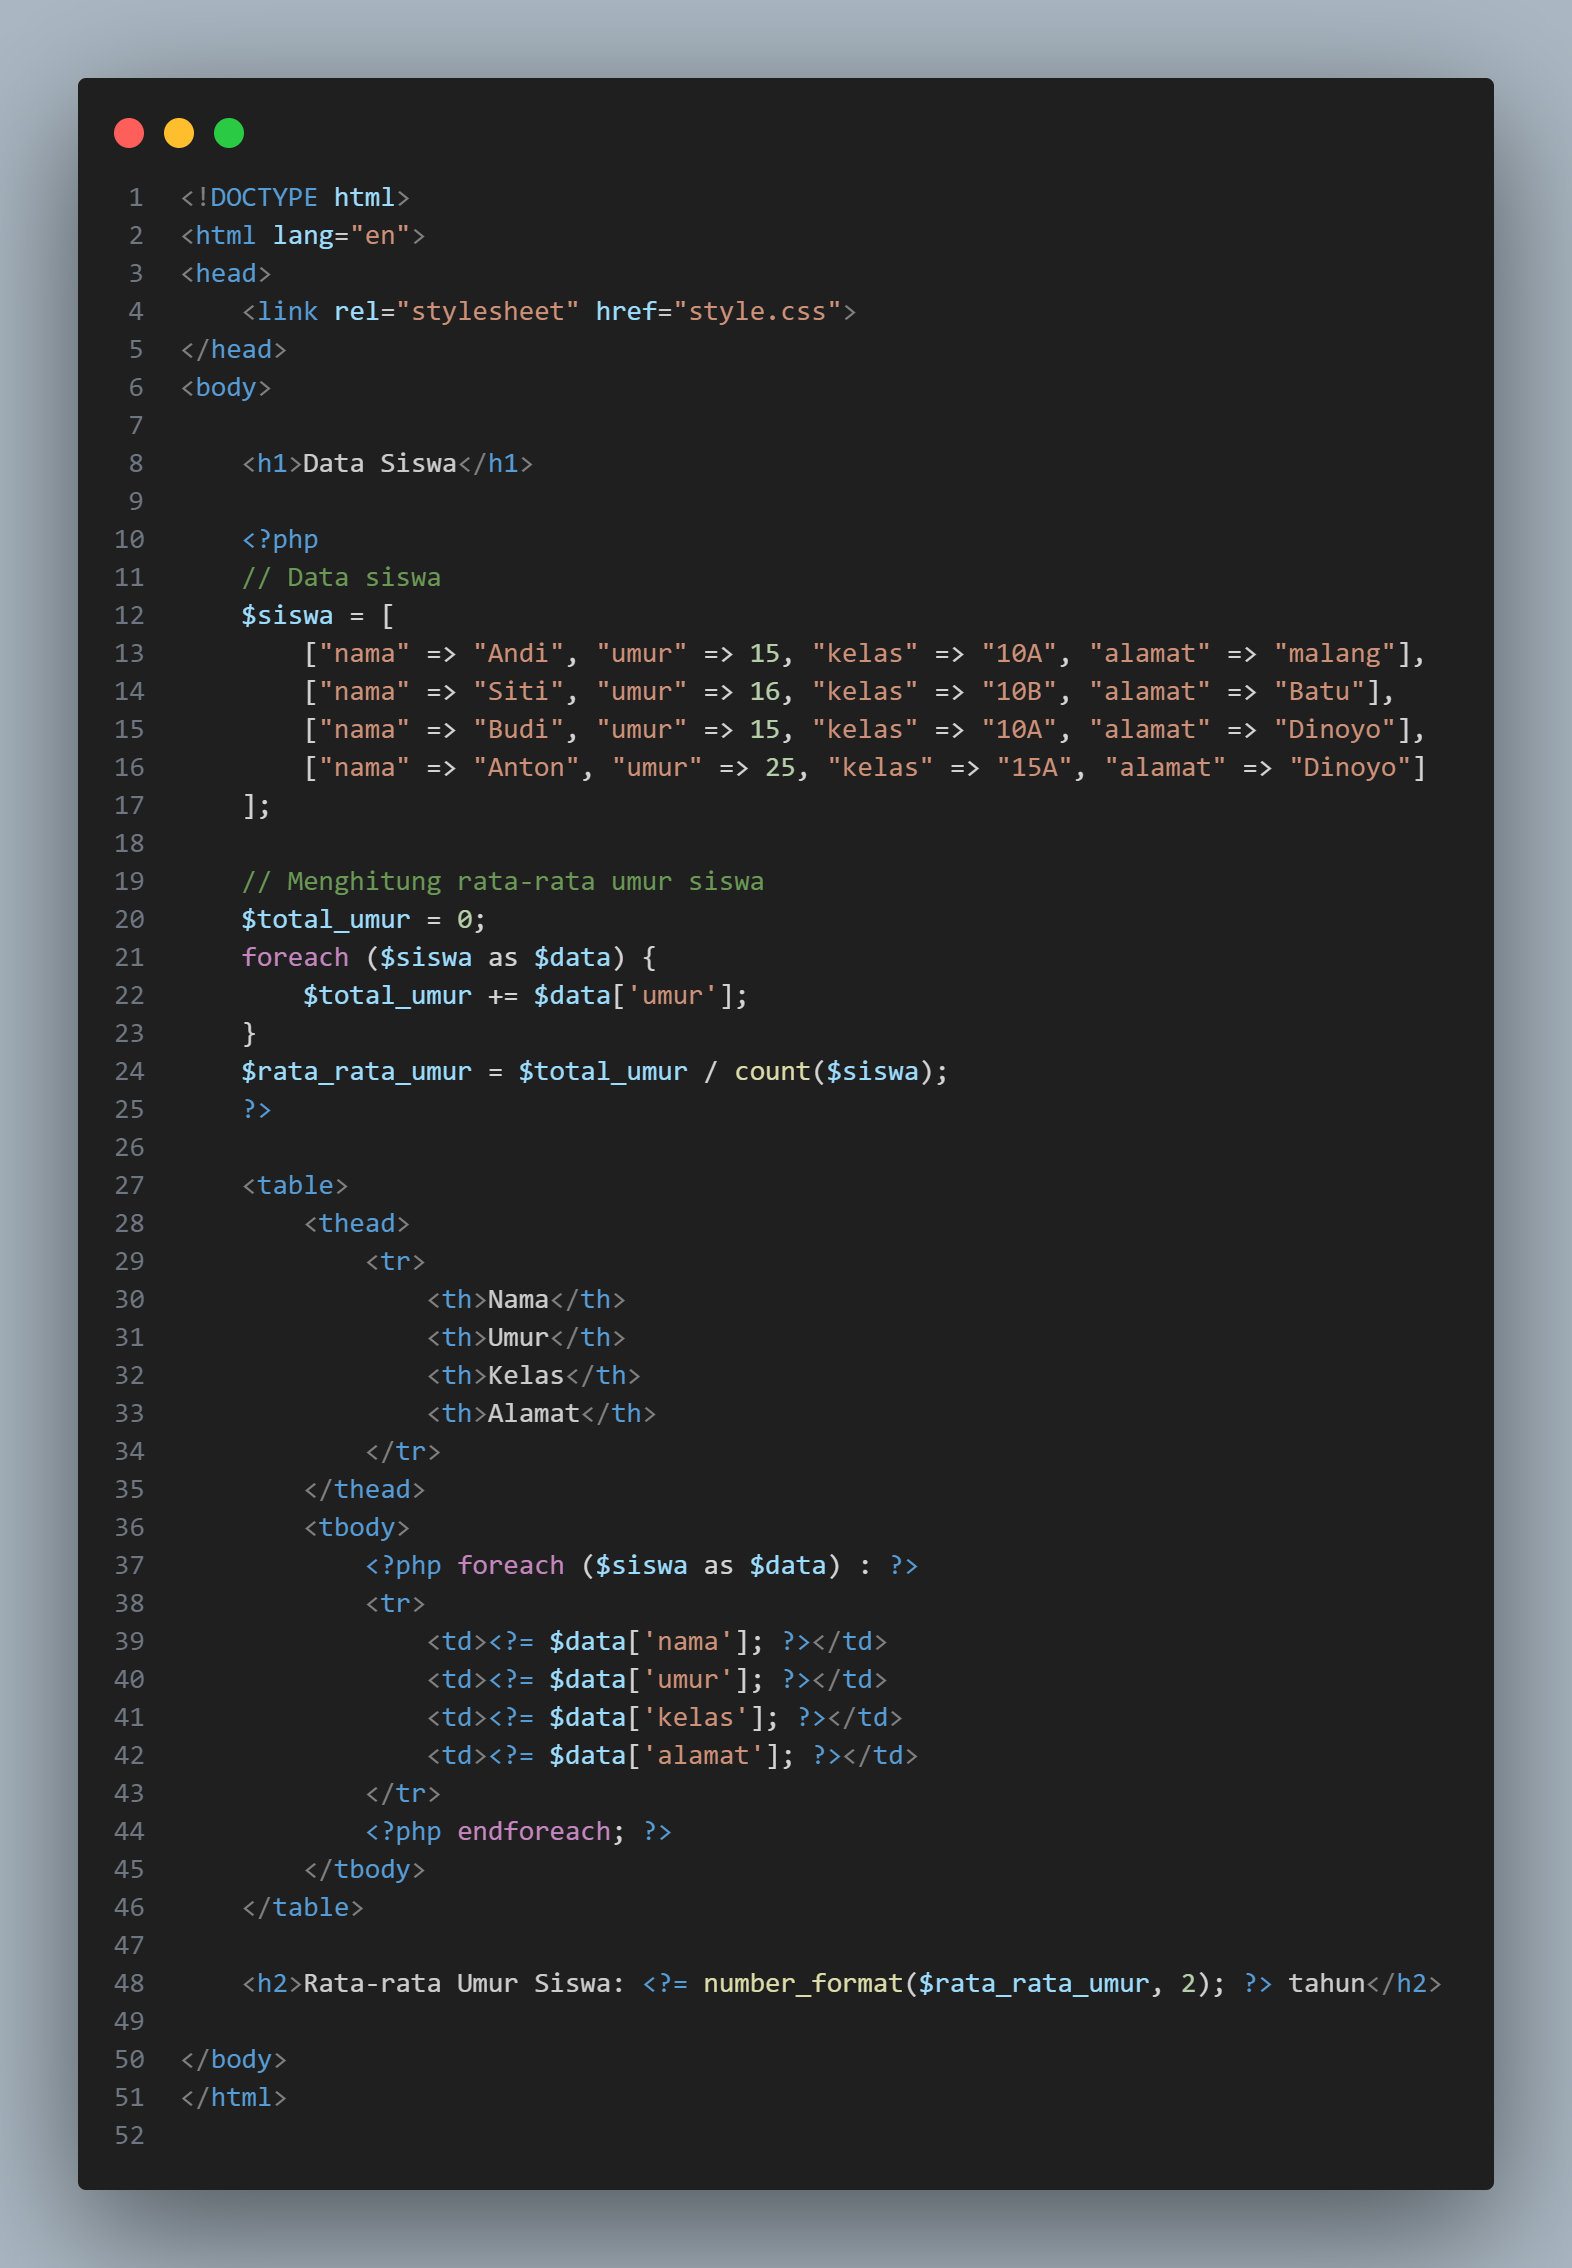 1 <!DOCTYPE html>
2 <html lang="en">
3 <head>
4     <link rel="stylesheet" href="style.css">
5 </head>
6 <body>
7
8     <h1>Data Siswa</h1>
9
10     <?php
11     // Data siswa
12     $siswa = [
13         ["nama" => "Andi", "umur" => 15, "kelas" => "10A", "alamat" => "malang"],
14         ["nama" => "Siti", "umur" => 16, "kelas" => "10B", "alamat" => "Batu"],
15         ["nama" => "Budi", "umur" => 15, "kelas" => "10A", "alamat" => "Dinoyo"],
16         ["nama" => "Anton", "umur" => 25, "kelas" => "15A", "alamat" => "Dinoyo"]
17     ];
18
19     // Menghitung rata-rata umur siswa
20     $total_umur = 0;
21     foreach ($siswa as $data) {
22         $total_umur += $data['umur'];
23     }
24     $rata_rata_umur = $total_umur / count($siswa);
25     ?>
26
27     <table>
28         <thead>
29             <tr>
30                 <th>Nama</th>
31                 <th>Umur</th>
32                 <th>Kelas</th>
33                 <th>Alamat</th>
34             </tr>
35         </thead>
36         <tbody>
37             <?php foreach ($siswa as $data) : ?>
38             <tr>
39                 <td><?= $data['nama']; ?></td>
40                 <td><?= $data['umur']; ?></td>
41                 <td><?= $data['kelas']; ?></td>
42                 <td><?= $data['alamat']; ?></td>
43             </tr>
44             <?php endforeach; ?>
45         </tbody>
46     </table>
47
48     <h2>Rata-rata Umur Siswa: <?= number_format($rata_rata_umur, 2); ?> tahun</h2>
49
50 </body>
51 </html>
52